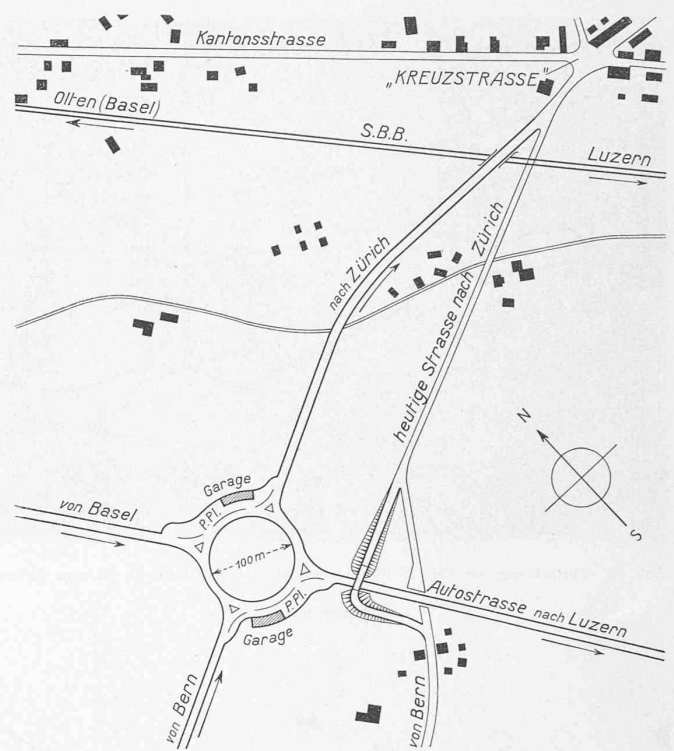 Kantonsstrasse
„KREUZSTRASSE"
Olten (Basel)
S.B.B.
Luzern
nach Zürich
heutige Strasse nach Zürich
N
S
Garage
P.Pl.
von Basel
100 m
P.Pl.
Garage
Autostrasse nach Luzern
von Bern
von Bern